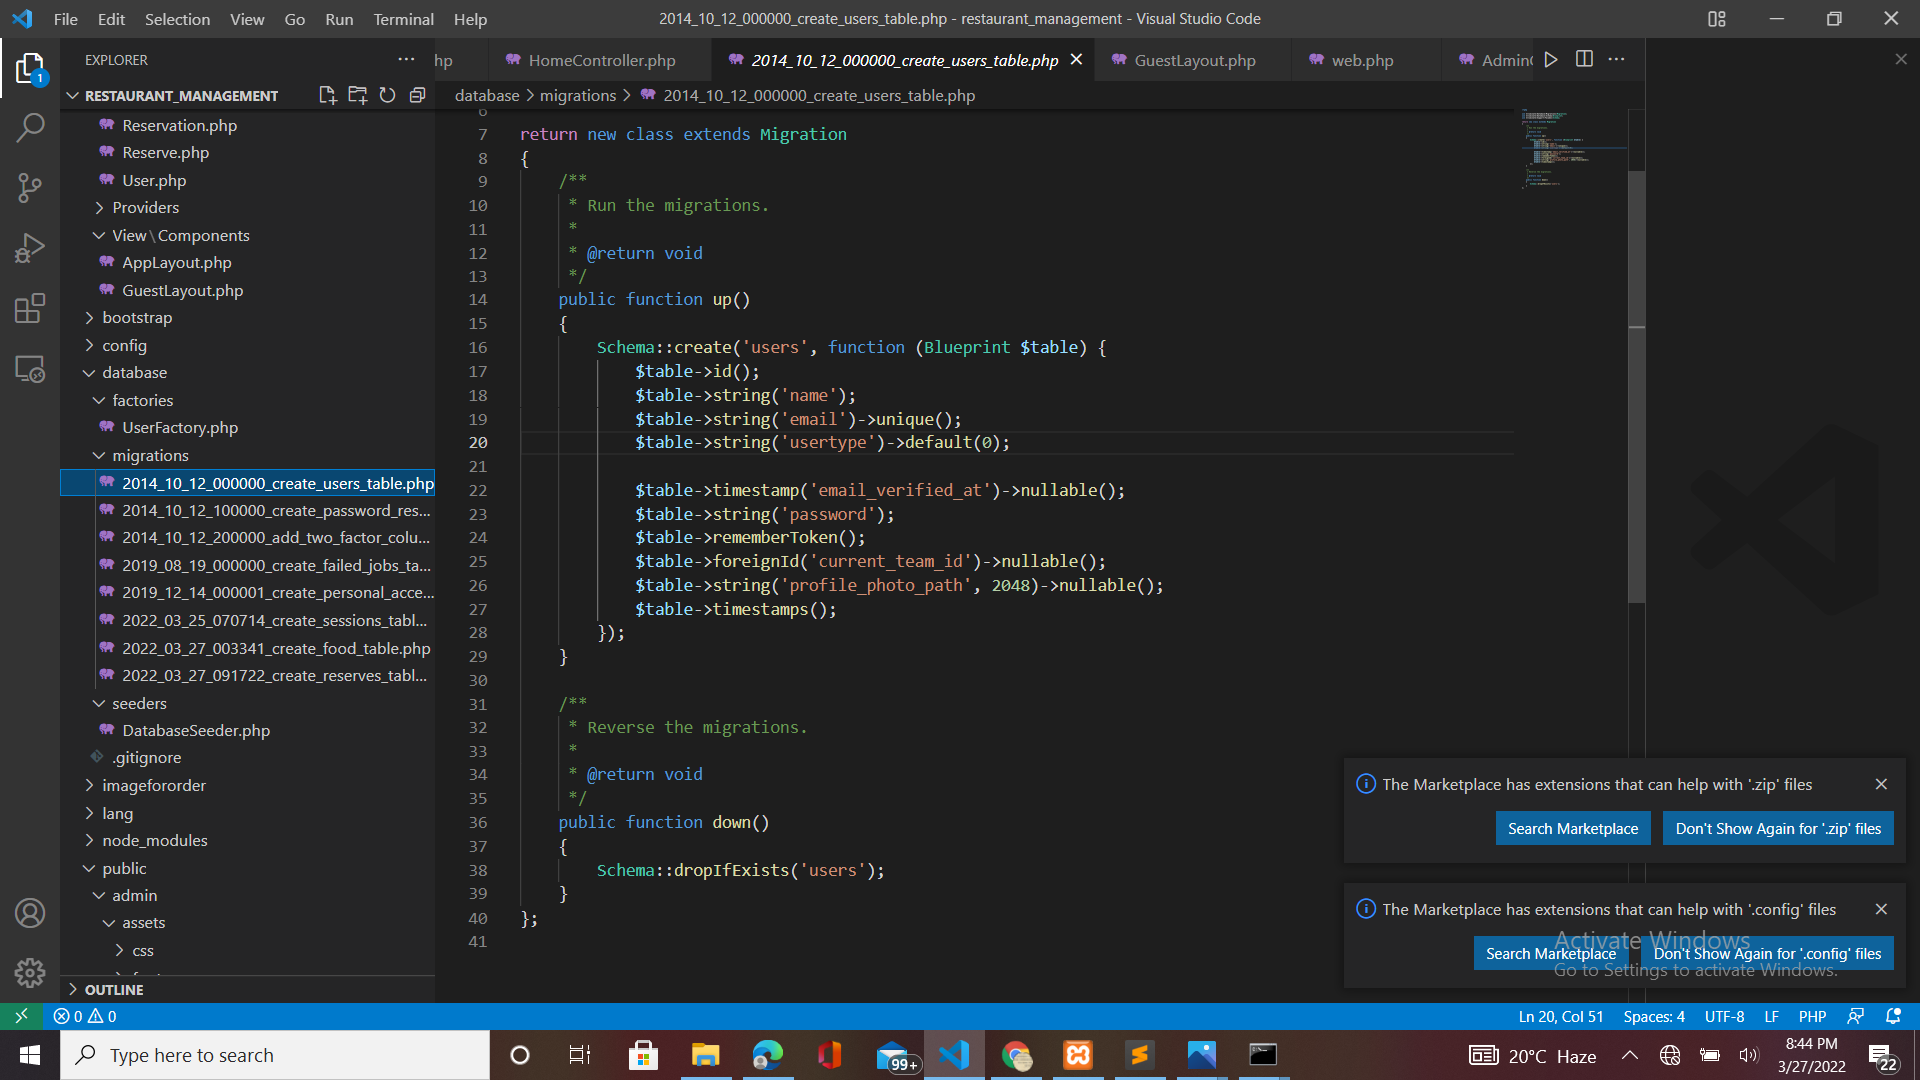 File Edit Selection View Go Run Terminal Help
2014_10_12_000000_create_users_table.php - restaurant_management - Visual Studio Code
EXPLORER
hp
HomeController.php
2014_10_12_000000_create_users_table.php
GuestLayout.php
web.php
Admin
1
RESTAURANT_MANAGEMENT
Reservation.php
Reserve.php
User.php
Providers
View\Components
AppLayout.php
GuestLayout.php
bootstrap
config
database
factories
UserFactory.php
migrations
2014_10_12_000000_create_users_table.php
2014_10_12_100000_create_password_res...
2014_10_12_200000_add_two_factor_colu...
2019_08_19_000000_create_failed_jobs_ta...
2019_12_14_000001_create_personal_acce...
2022_03_25_070714_create_sessions_tabl...
2022_03_27_003341_create_food_table.php
2022_03_27_091722_create_reserves_tabl...
seeders
DatabaseSeeder.php
.gitignore
imagefororder
lang
node_modules
public
admin
assets
css
OUTLINE
database > migrations > 2014_10_12_000000_create_users_table.php
6
7 return new class extends Migration
8 {
9 /**
10 * Run the migrations.
11 *
12 * @return void
13 */
14 public function up()
15 {
16 Schema::create('users', function (Blueprint $table) {
17 $table->id();
18 $table->string('name');
19 $table->string('email')->unique();
20 $table->string('usertype')->default(0);
21
22 $table->timestamp('email_verified_at')->nullable();
23 $table->string('password');
24 $table->rememberToken();
25 $table->foreignId('current_team_id')->nullable();
26 $table->string('profile_photo_path', 2048)->nullable();
27 $table->timestamps();
28 });
29 }
30
31 /**
32 * Reverse the migrations.
33 *
34 * @return void
35 */
36 public function down()
37 {
38 Schema::dropIfExists('users');
39 }
40 };
41
The Marketplace has extensions that can help with '.zip' files
Search Marketplace
Don't Show Again for '.zip' files
The Marketplace has extensions that can help with '.config' files
Search Marketplace
Don't Show Again for '.config' files
Activate Windows
Go to Settings to activate Windows.
0 0
Ln 20, Col 51
Spaces: 4
UTF-8
LF
PHP
Type here to search
99+
20°C Haze
8:44 PM
3/27/2022
22